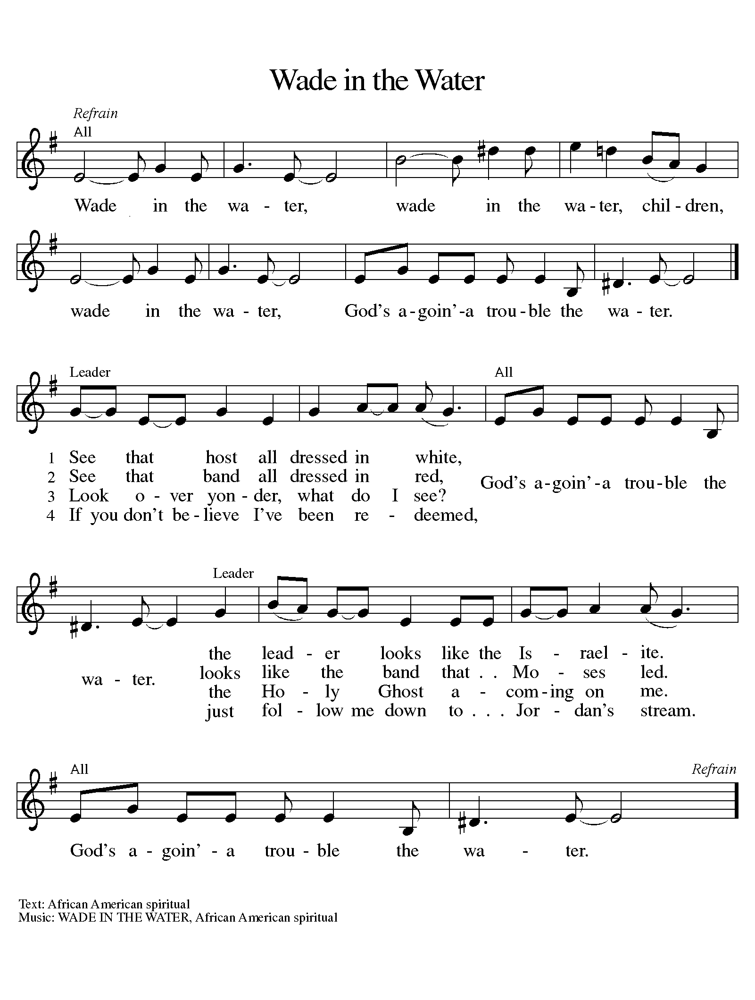 Wade in the Water
Refrain
All
Wade in the wa - ter, wade in the wa - ter, chil - dren,
wade in the wa - ter, God's a - goin' - a trou - ble the wa - ter.
Leader All
1 See that host all dressed in white,
2 See that band all dressed in red,
God's a - goin' - a trou - ble the
3 Look o - ver yon - der, what do I see?
4 If you don't be - lieve I've been re - deemed,
Leader
the lead - er looks like the Is - rael - ite.
looks like the band that . . Mo - ses led.
wa - ter.
the Ho - ly Ghost a - com - ing on me.
just fol - low me down to . . . Jor - dan's stream.
All Refrain
God's a - goin' - a trou - ble the wa - ter.
Text: African American spiritual
Music: WADE IN THE WATER, African American spiritual